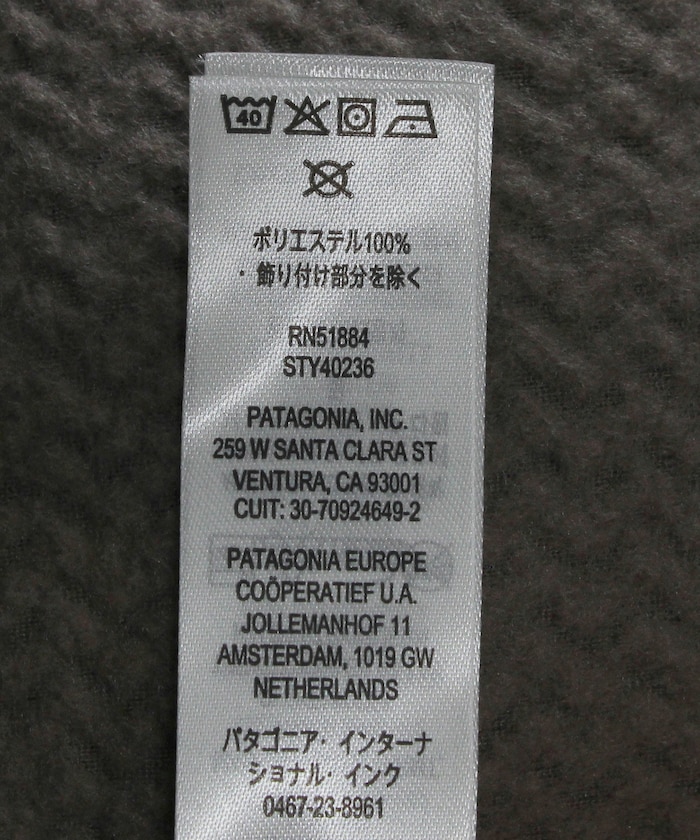 40
ポリエステル100%
・飾り付け部分を除く
RN51884
STY40236
PATAGONIA, INC.
259 W SANTA CLARA ST
VENTURA, CA 93001
CUIT: 30-70924649-2
PATAGONIA EUROPE
COÖPERATIEF U.A.
JOLLEMANHOF 11
AMSTERDAM, 1019 GW
NETHERLANDS
パタゴニア・インターナ
ショナル・インク
0467-23-8961